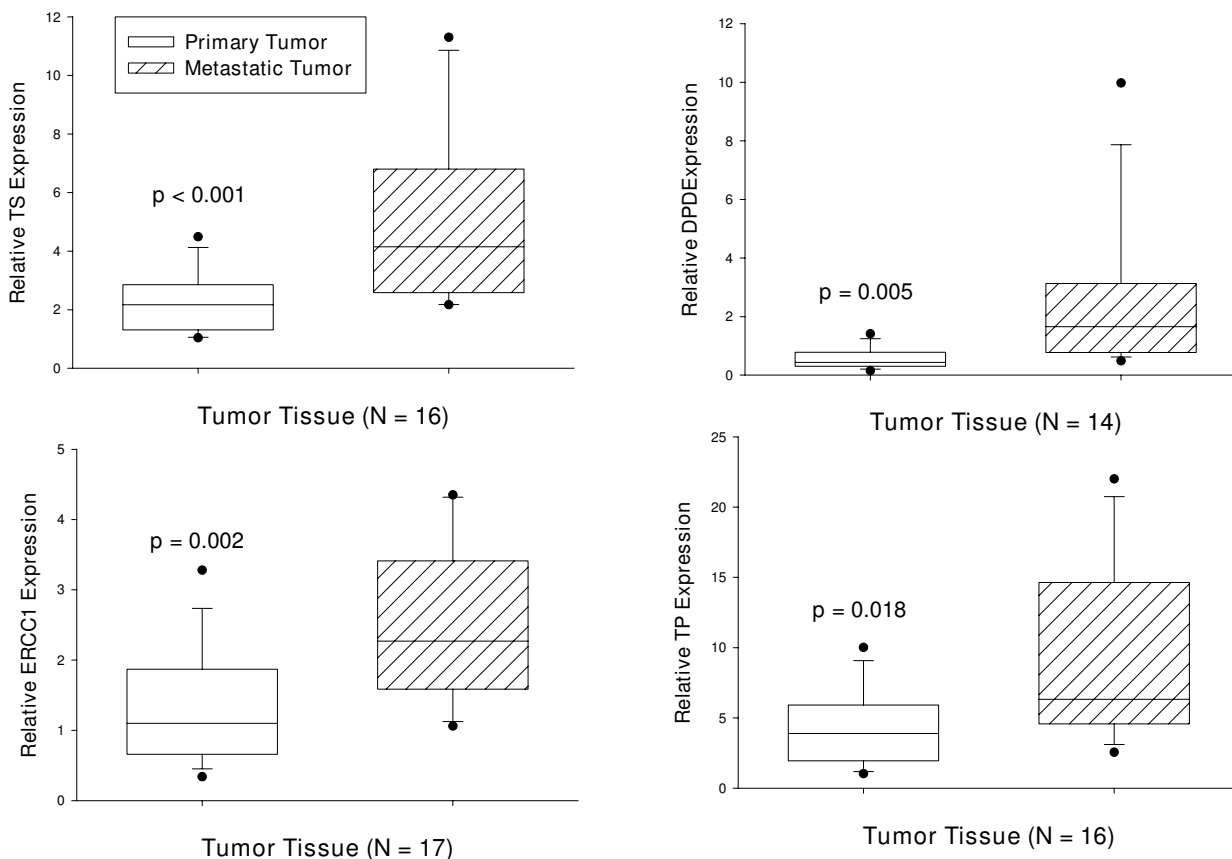 Relative TS Expression
12
10
8
6
4
2
0
Primary Tumor
Metastatic Tumor
p < 0.001
Tumor Tissue (N = 16)
Relative DPDExpression
12
10
8
6
4
2
0
p = 0.005
Tumor Tissue (N = 14)
Relative ERCC1 Expression
5
4
3
2
1
0
p = 0.002
Tumor Tissue (N = 17)
Relative TP Expression
25
20
15
10
5
0
p = 0.018
Tumor Tissue (N = 16)